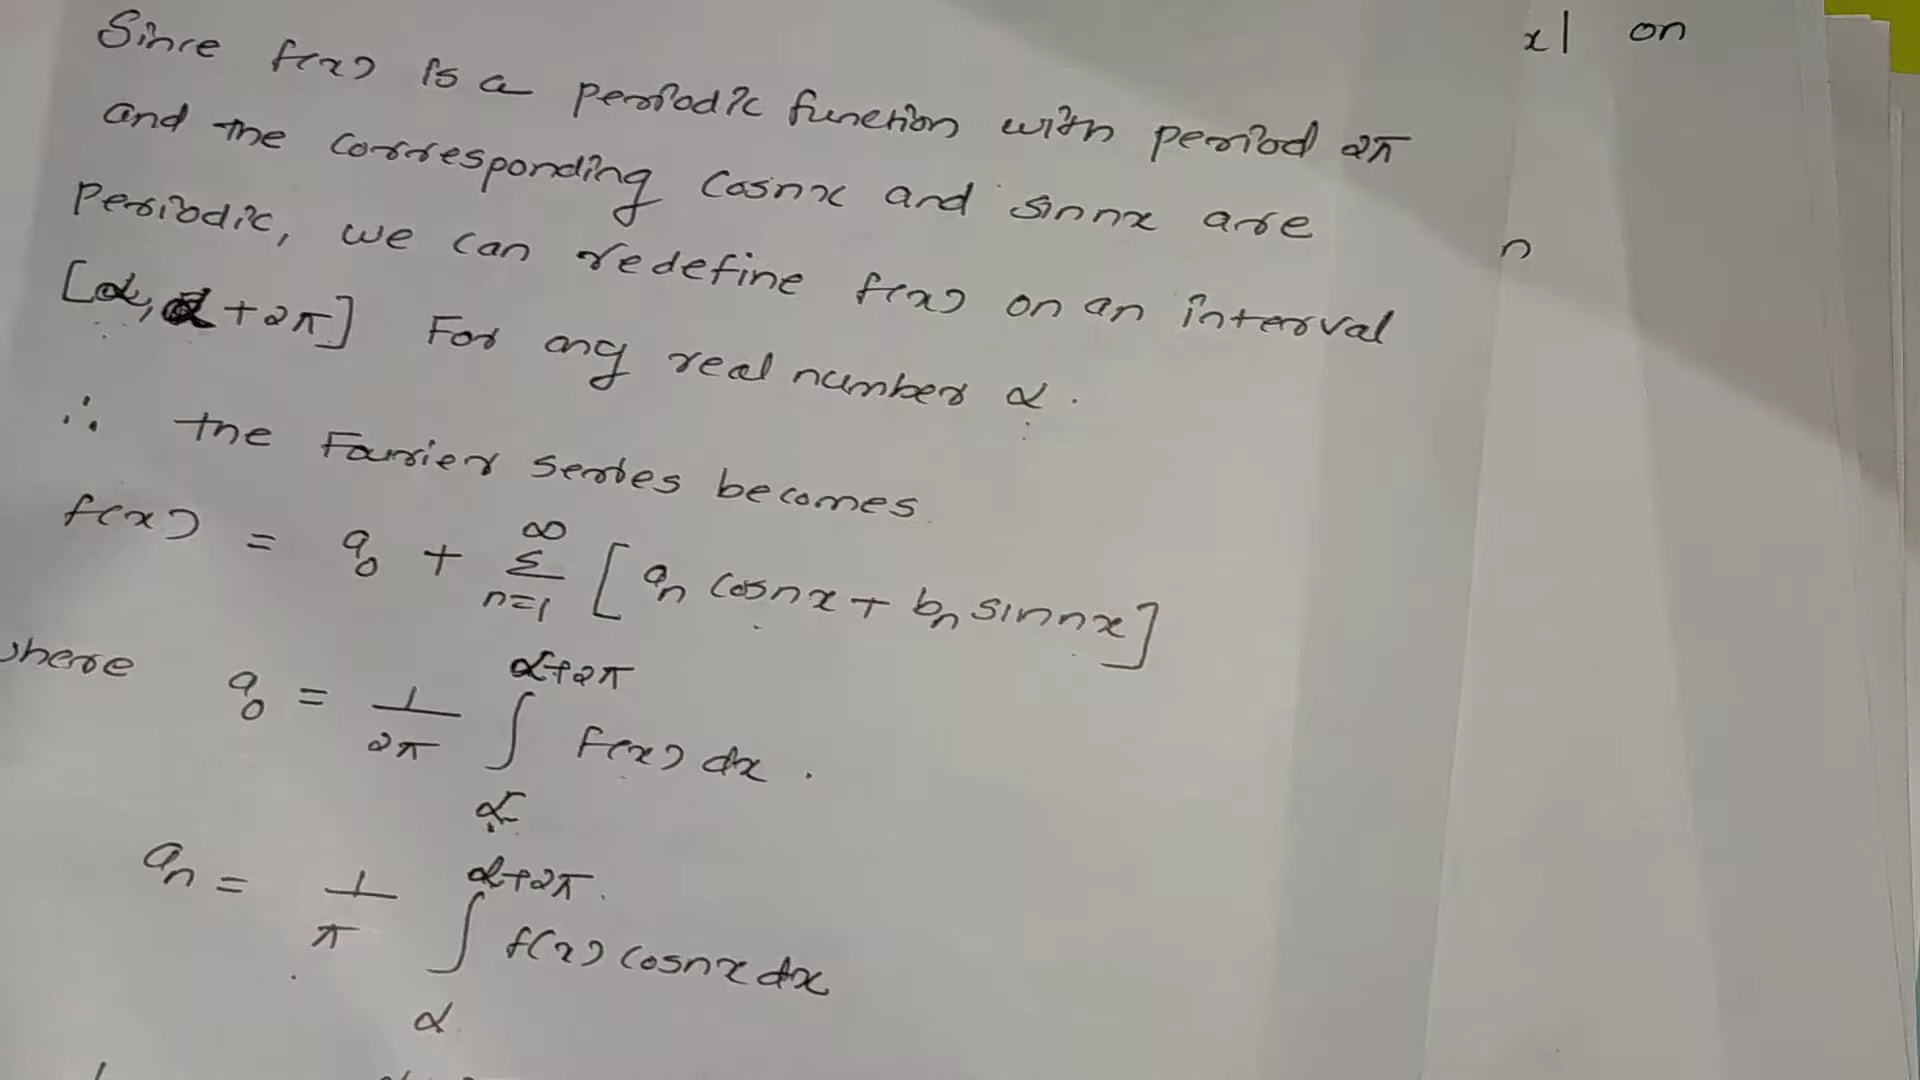 Since f(x) is a periodic function with period 2π
and the corresponding cosnx and sinnx are
periodic, we can redefine f(x) on an interval
[α, α+2π] For any real number α.
∴ the Fourier series becomes
f(x) = a₀ + Σ_{n=1}^{∞} [aₙ cosnx + bₙ sinnx]
where a₀ = 1/2π ∫_{α}^{α+2π} f(x) dx.
aₙ = 1/π ∫_{α}^{α+2π} f(x) cosnx dx
x| on
n